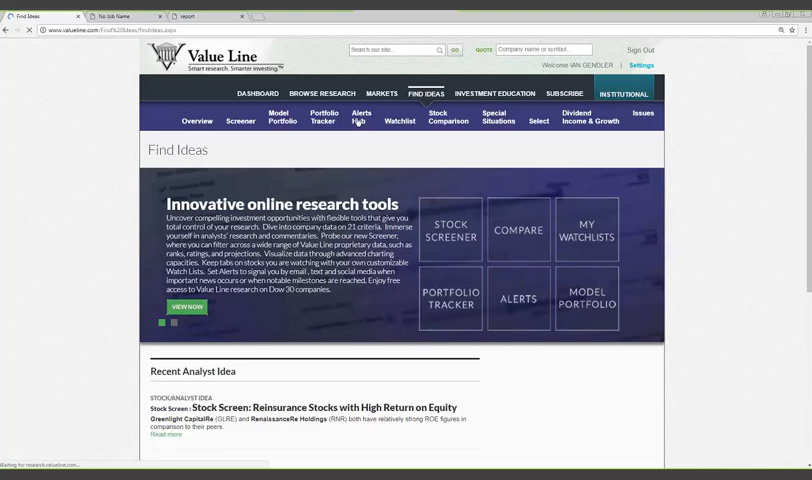 Find Ideas
No Job Name
report
www.valueline.com/Find%20Ideas/findideas.aspx
Value Line
Smart research. Smarter investing.™
Search our site...
GO
QUOTE
Company name or symbol...
Sign Out
Welcome IAN GENDLER
Settings
DASHBOARD
BROWSE RESEARCH
MARKETS
FIND IDEAS
INVESTMENT EDUCATION
SUBSCRIBE
INSTITUTIONAL
Overview
Screener
Model
Portfolio
Portfolio
Tracker
Alerts
Hub
Watchlist
Stock
Comparison
Special
Situations
Select
Dividend
Income & Growth
Issues
Find Ideas
Innovative online research tools
Uncover compelling investment opportunities with flexible tools that give you
total control of your research. Dive into company data on 21 criteria. Immerse
yourself in analysts' research and commentaries. Probe our new Screener,
where you can filter across a wide range of Value Line proprietary data, such as
ranks, ratings, and projections. Visualize data through advanced charting
capacities. Keep tabs on stocks you are watching with your own customizable
Watch Lists. Set Alerts to signal you by email, text and social media when
important news occurs or when notable milestones are reached. Enjoy free
access to Value Line research on Dow 30 companies.
VIEW NOW
STOCK
SCREENER
COMPARE
MY
WATCHLISTS
PORTFOLIO
TRACKER
ALERTS
MODEL
PORTFOLIO
Recent Analyst Idea
STOCK/ANALYST IDEA
Stock Screen: Stock Screen: Reinsurance Stocks with High Return on Equity
Greenlight CapitalRe (GLRE) and RenaissanceRe Holdings (RNR) both have relatively strong ROE figures in
comparison to their peers.
Read more
Waiting for research.valueline.com...